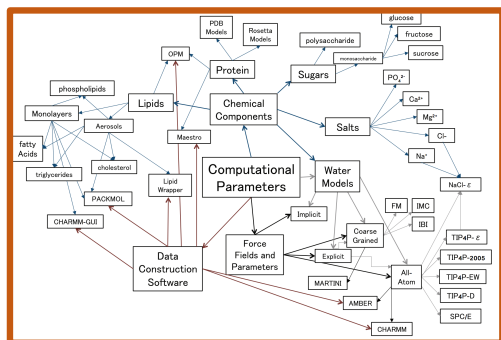 glucose
PDB
Models
Rosetta
Models
fructose
polysaccharide
OPM
monosaccharide
sucrose
Protein
Sugars
PO₄²⁻
phospholipids
Lipids
Chemical
Components
Ca²⁺
Monolayers
Mg²⁺
Aerosols
Salts
Cl-
Maestro
fatty
Acids
Na⁺
cholesterol
triglycerides
Computational
Parameters
Water
Models
Lipid
Wrapper
NaCl-ε
PACKMOL
FM
IMC
Implicit
CHARMM-GUI
IBI
Coarse
Grained
TIP4P-ε
Force
Fields and
Parameters
Data
Construction
Software
Explicit
TIP4P-2005
All-
Atom
TIP4P-EW
MARTINI
TIP4P-D
AMBER
SPC/E
CHARMM